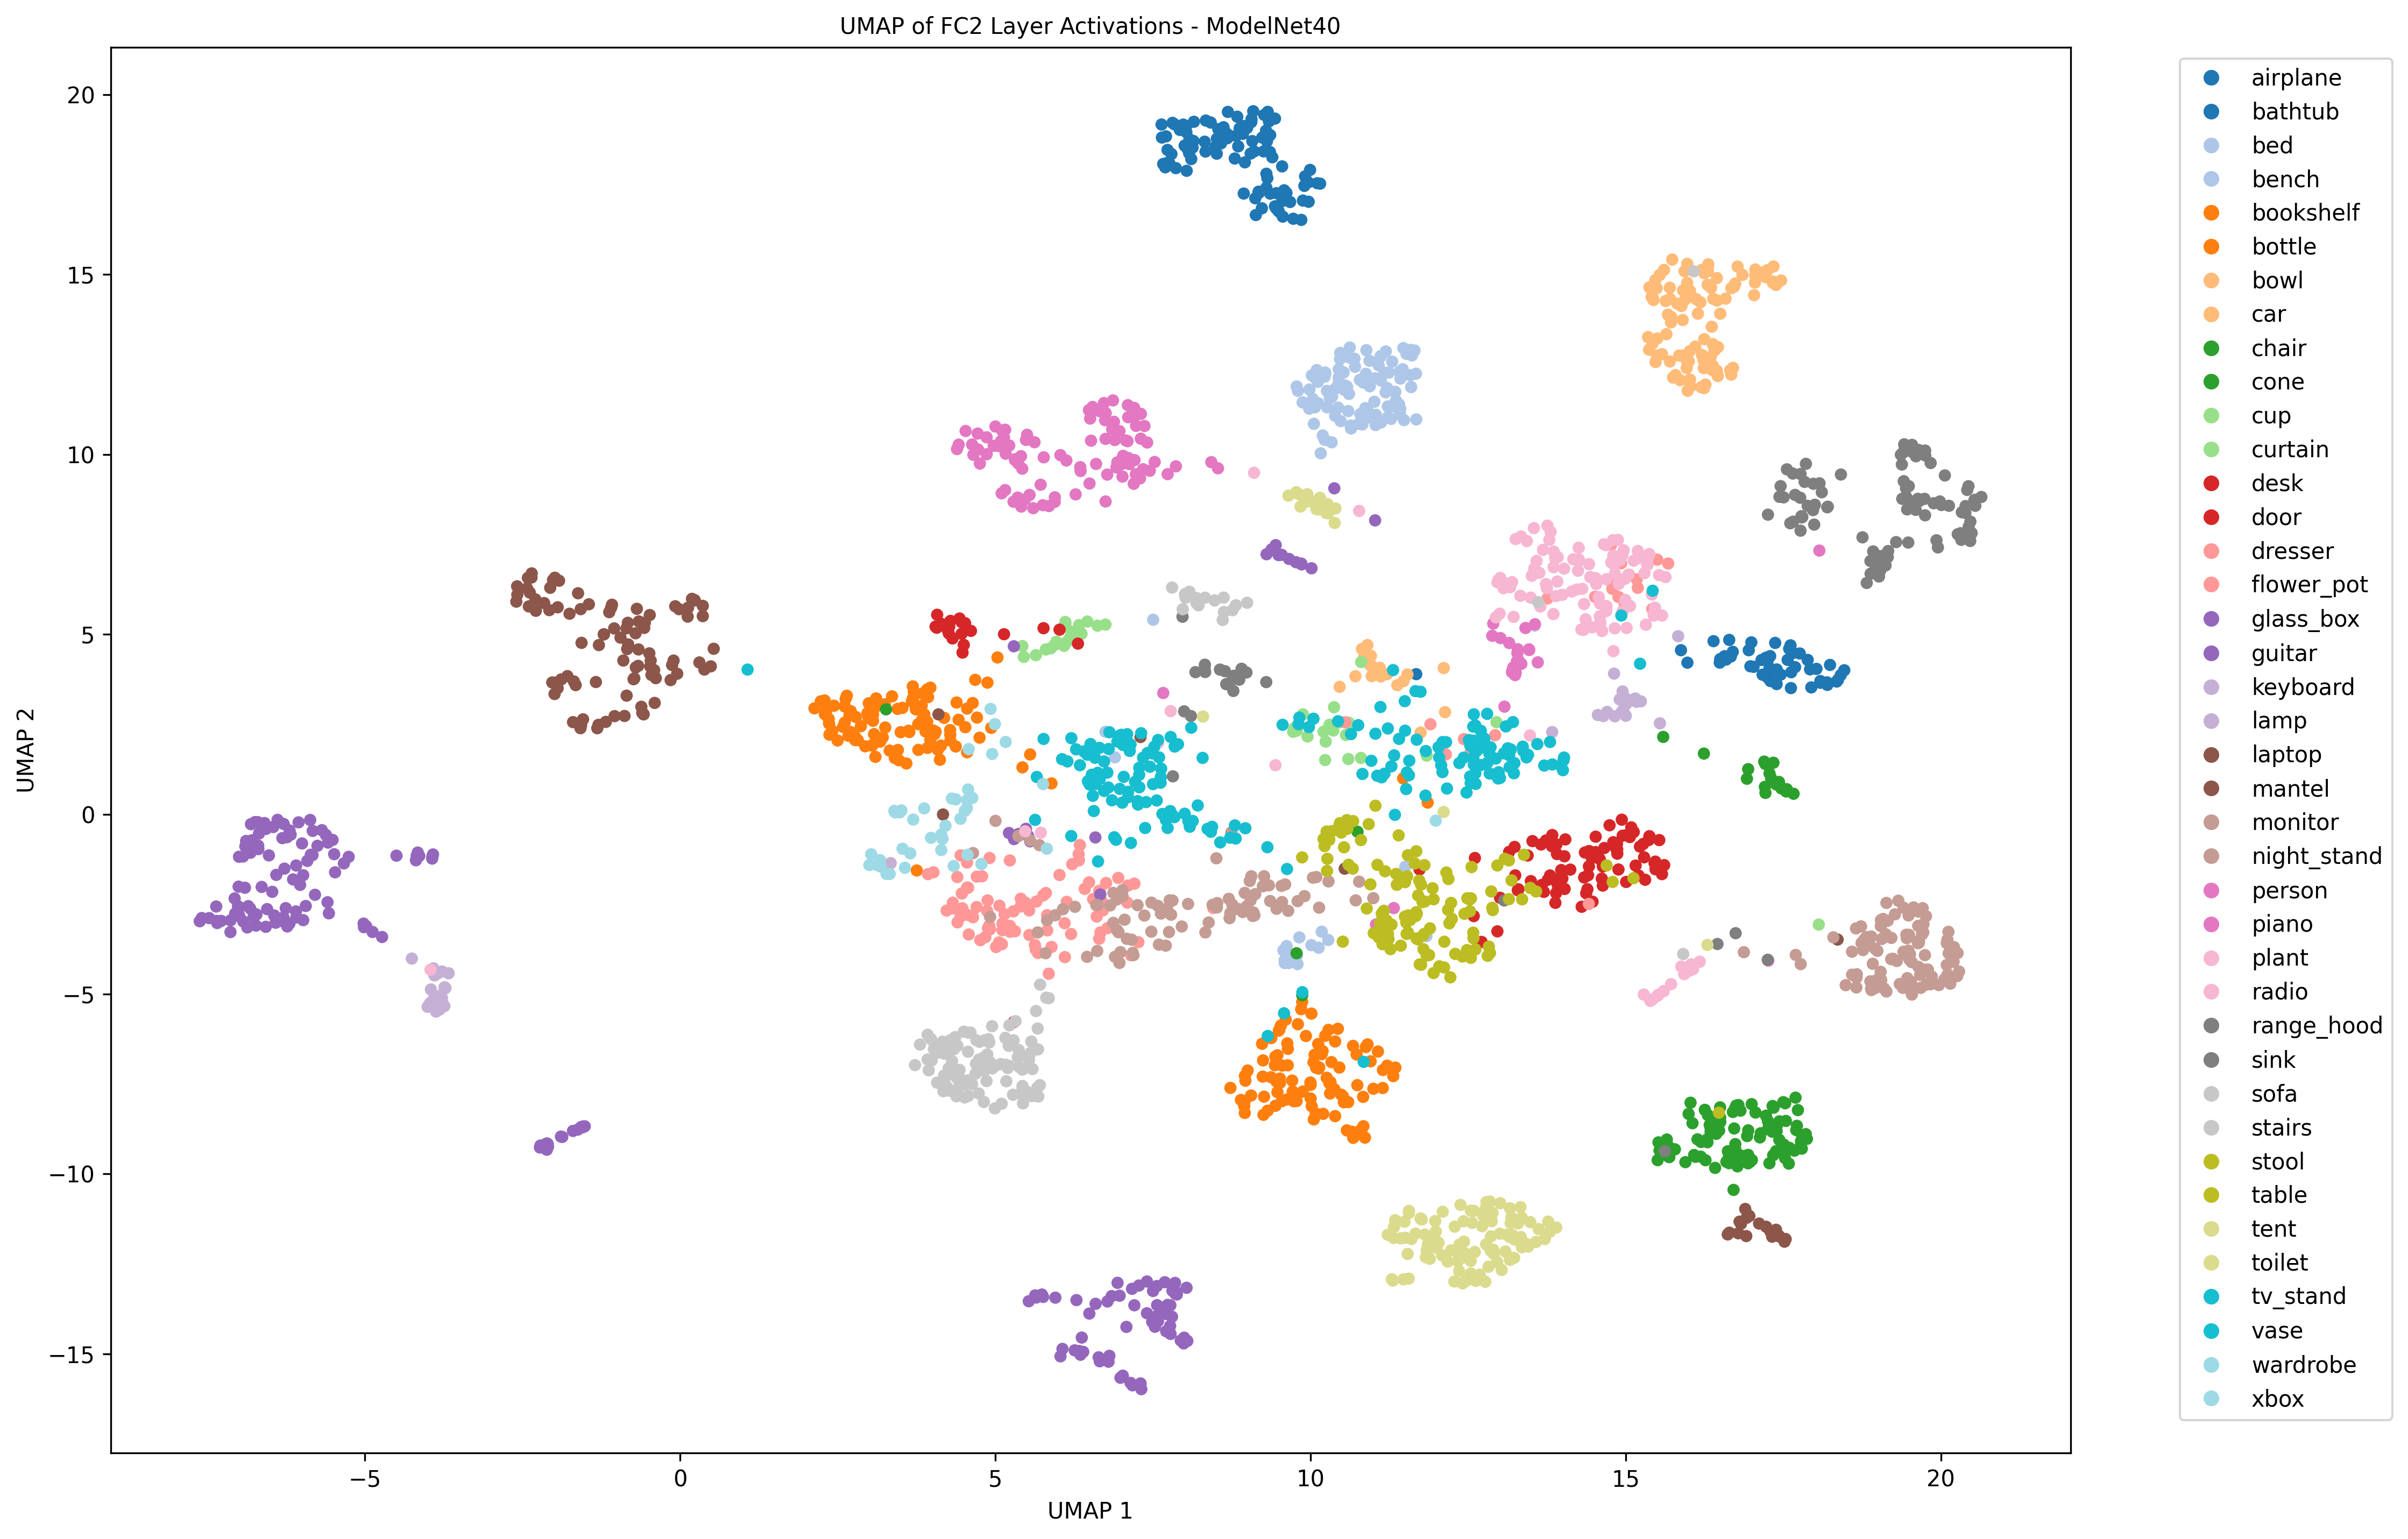 UMAP of FC2 Layer Activations - ModelNet40
20
15
10
5
0
−5
−10
−15
UMAP 2
−5
0
5
10
15
20
UMAP 1
airplane
bathtub
bed
bench
bookshelf
bottle
bowl
car
chair
cone
cup
curtain
desk
door
dresser
flower_pot
glass_box
guitar
keyboard
lamp
laptop
mantel
monitor
night_stand
person
piano
plant
radio
range_hood
sink
sofa
stairs
stool
table
tent
toilet
tv_stand
vase
wardrobe
xbox